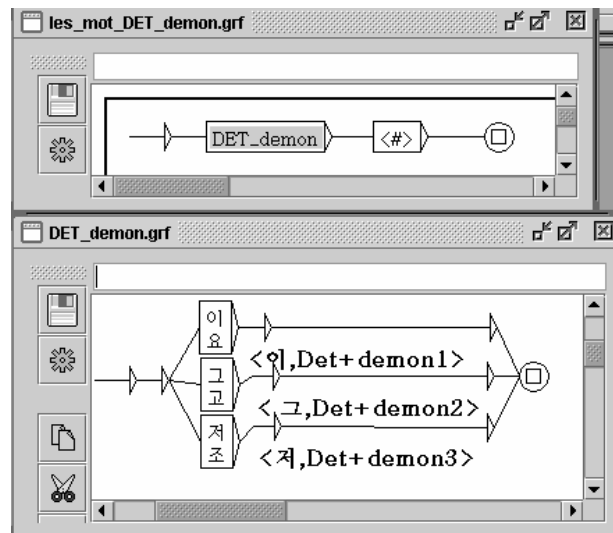 les_mot_DET_demon.grf
DET_demon
<#>
DET_demon.grf
이
요
<이,Det+demon1>
그
고
<그,Det+demon2>
저
조
<저,Det+demon3>